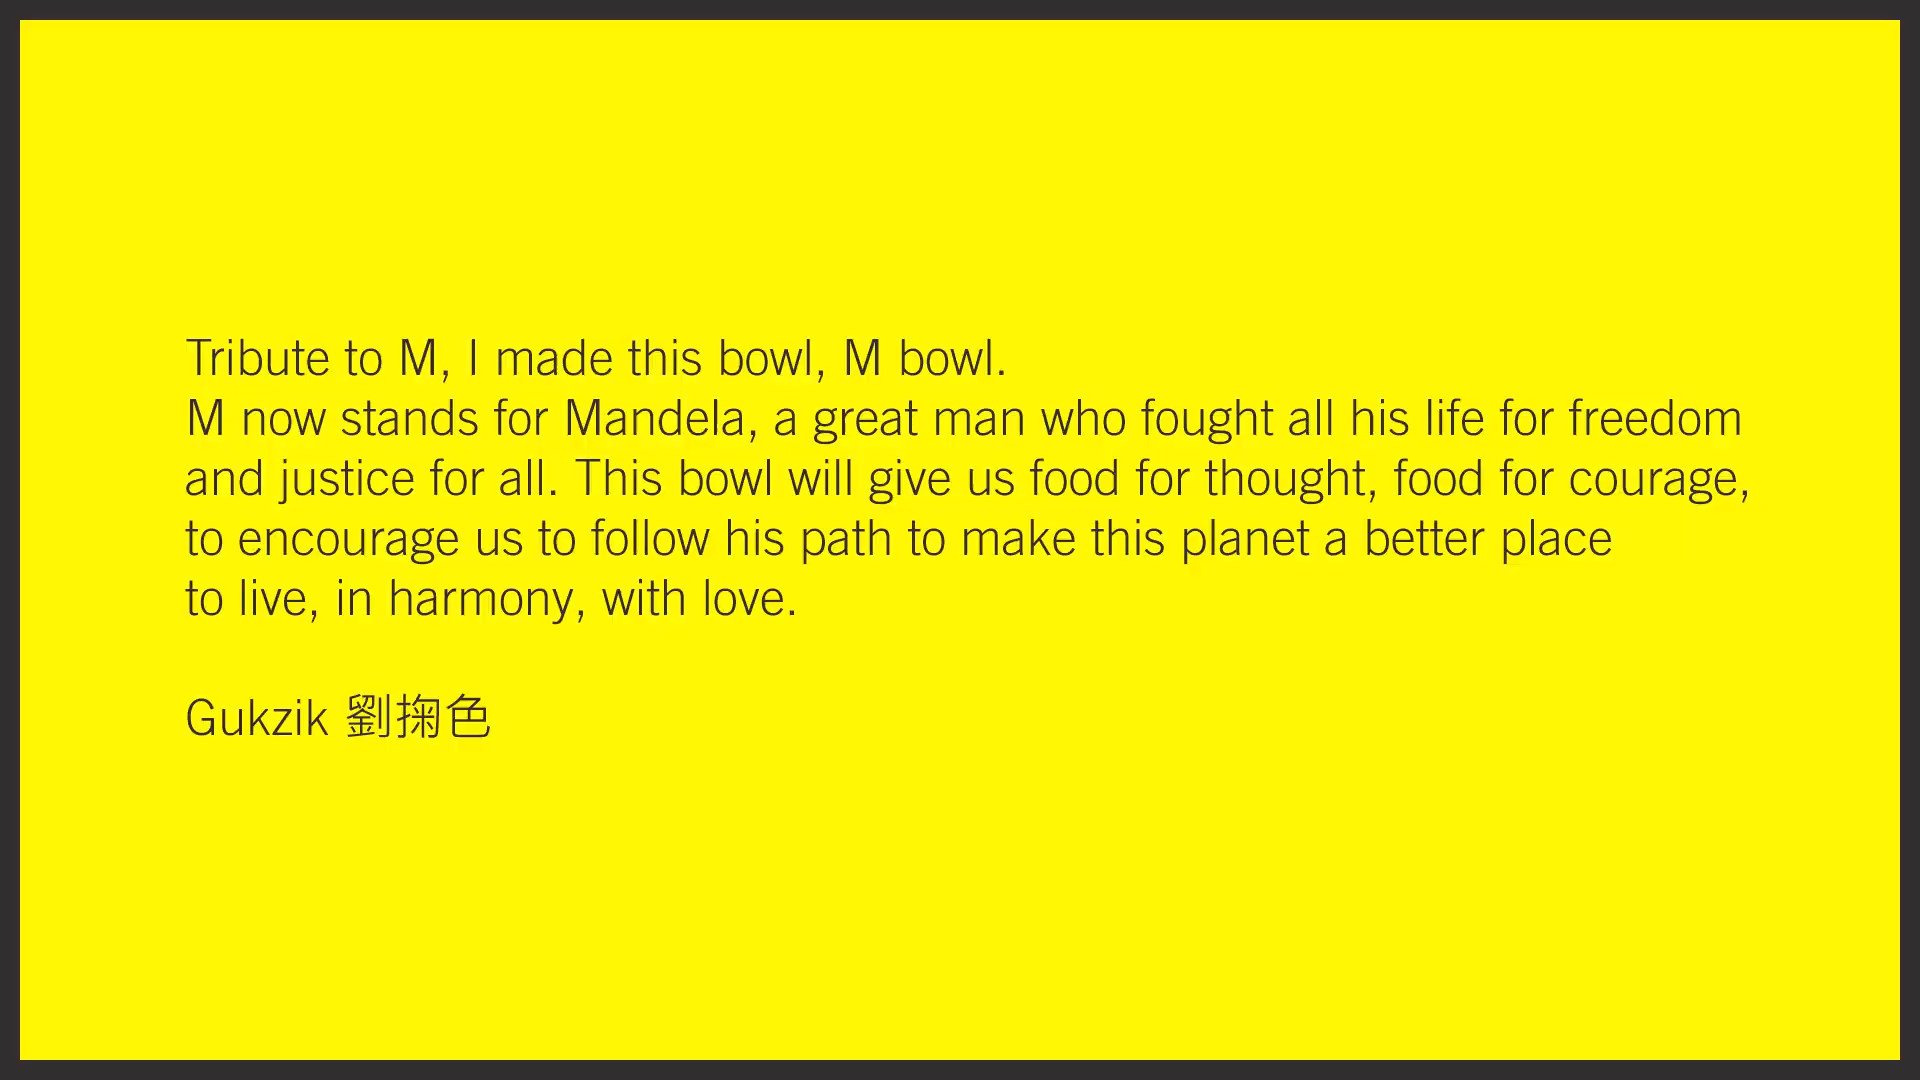 Tribute to M, I made this bowl, M bowl.
M now stands for Mandela, a great man who fought all his life for freedom
and justice for all. This bowl will give us food for thought, food for courage,
to encourage us to follow his path to make this planet a better place
to live, in harmony, with love.
Gukzik 劉掬色